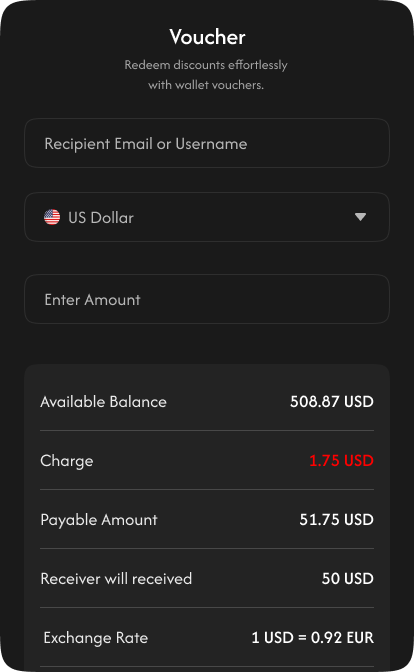 Voucher
Redeem discounts effortlessly
with wallet vouchers.
Recipient Email or Username
US Dollar
Enter Amount
Available Balance 508.87 USD
Charge 1.75 USD
Payable Amount 51.75 USD
Receiver will received 50 USD
Exchange Rate 1 USD = 0.92 EUR